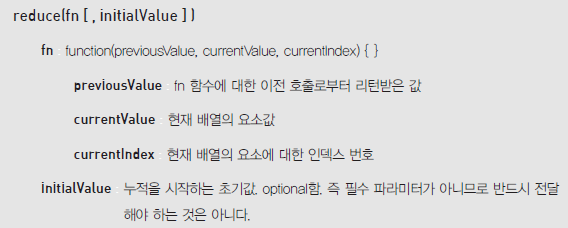 reduce(fn [ , initialValue ] )
fn : function(previousValue, currentValue, currentIndex) { }
previousValue : fn 함수에 대한 이전 호출로부터 리턴받은 값
currentValue : 현재 배열의 요소값
currentIndex : 현재 배열의 요소에 대한 인덱스 번호
initialValue : 누적을 시작하는 초기값. optional함. 즉 필수 파라미터가 아니므로 반드시 전달
해야 하는 것은 아니다.